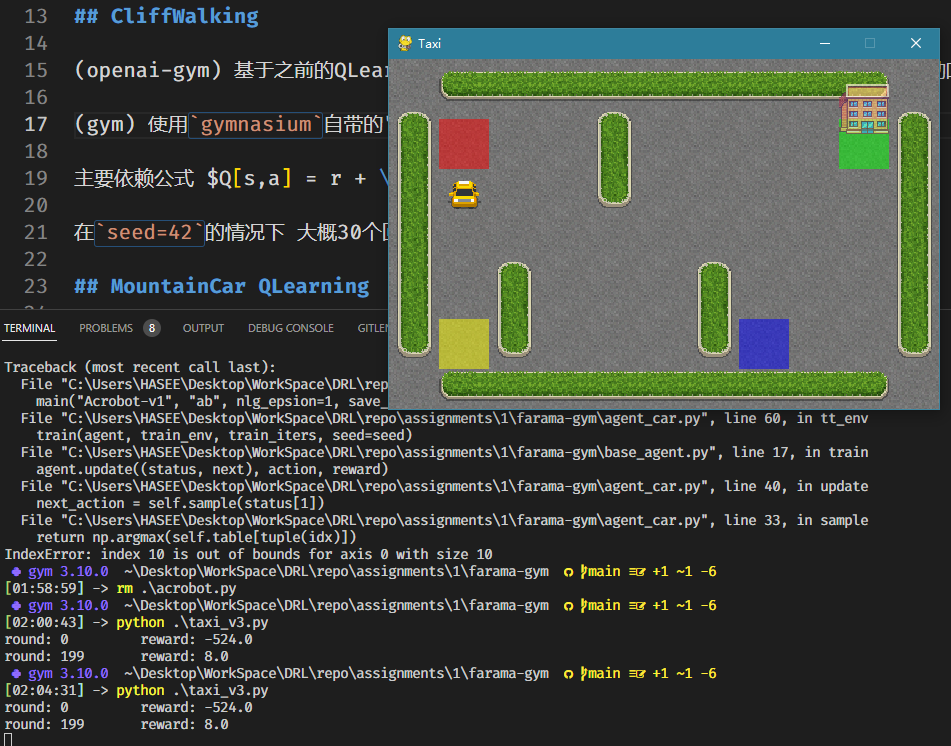 13 ## CliffWalking
14
15 (openai-gym) 基于之前的QLear
16
17 (gym) 使用`gymnasium`自带的
18
19 主要依赖公式 $Q[s,a] = r + \
20
21 在`seed=42`的情况下 大概30个
22
23 ## MountainCar QLearning
Taxi
TERMINAL PROBLEMS 8 OUTPUT DEBUG CONSOLE GITLEN
Traceback (most recent call last):
File "C:\Users\HASEE\Desktop\WorkSpace\DRL\repo
main("Acrobot-v1", "ab", nlg_epsion=1, save_
File "C:\Users\HASEE\Desktop\WorkSpace\DRL\repo\assignments\1\farama-gym\agent_car.py", line 60, in tt_env
train(agent, train_env, train_iters, seed=seed)
File "C:\Users\HASEE\Desktop\WorkSpace\DRL\repo\assignments\1\farama-gym\base_agent.py", line 17, in train
agent.update((status, next), action, reward)
File "C:\Users\HASEE\Desktop\WorkSpace\DRL\repo\assignments\1\farama-gym\agent_car.py", line 40, in update
next_action = self.sample(status[1])
File "C:\Users\HASEE\Desktop\WorkSpace\DRL\repo\assignments\1\farama-gym\agent_car.py", line 33, in sample
return np.argmax(self.table[tuple(idx)])
IndexError: index 10 is out of bounds for axis 0 with size 10
gym 3.10.0 ~\Desktop\WorkSpace\DRL\repo\assignments\1\farama-gym main +1 ~1 -6
[01:58:59] -> rm .\acrobot.py
gym 3.10.0 ~\Desktop\WorkSpace\DRL\repo\assignments\1\farama-gym main +1 ~1 -6
[02:00:43] -> python .\taxi_v3.py
round: 0 reward: -524.0
round: 199 reward: 8.0
gym 3.10.0 ~\Desktop\WorkSpace\DRL\repo\assignments\1\farama-gym main +1 ~1 -6
[02:04:31] -> python .\taxi_v3.py
round: 0 reward: -524.0
round: 199 reward: 8.0